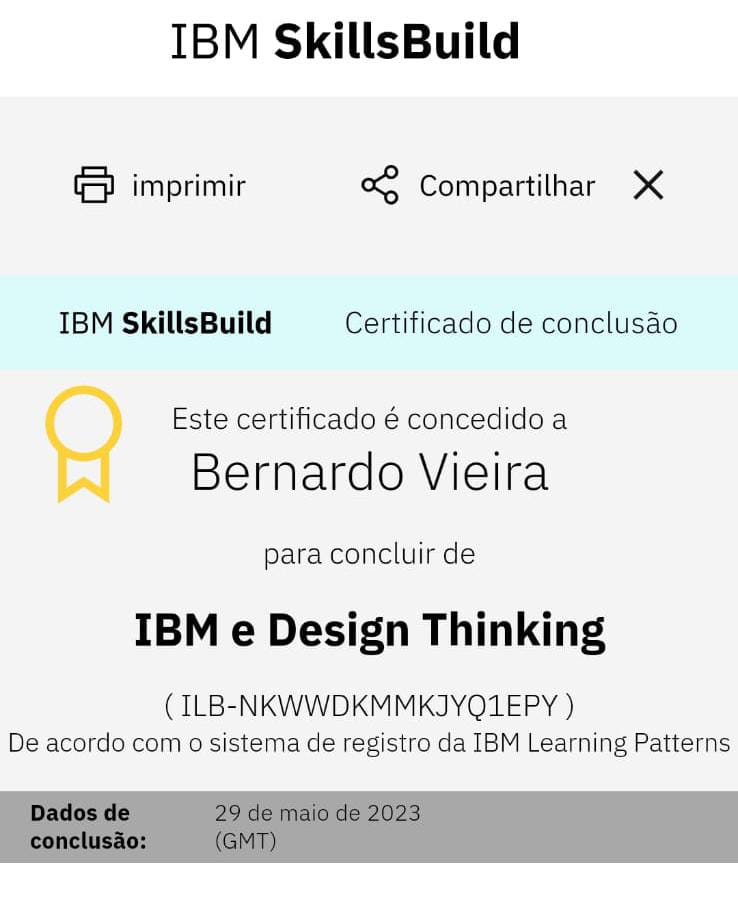 IBM SkillsBuild
imprimir
Compartilhar
IBM SkillsBuild
Certificado de conclusão
Este certificado é concedido a
Bernardo Vieira
para concluir de
IBM e Design Thinking
( ILB-NKWWDKMMKJYQ1EPY )
De acordo com o sistema de registro da IBM Learning Patterns
Dados de
conclusão:
29 de maio de 2023
(GMT)